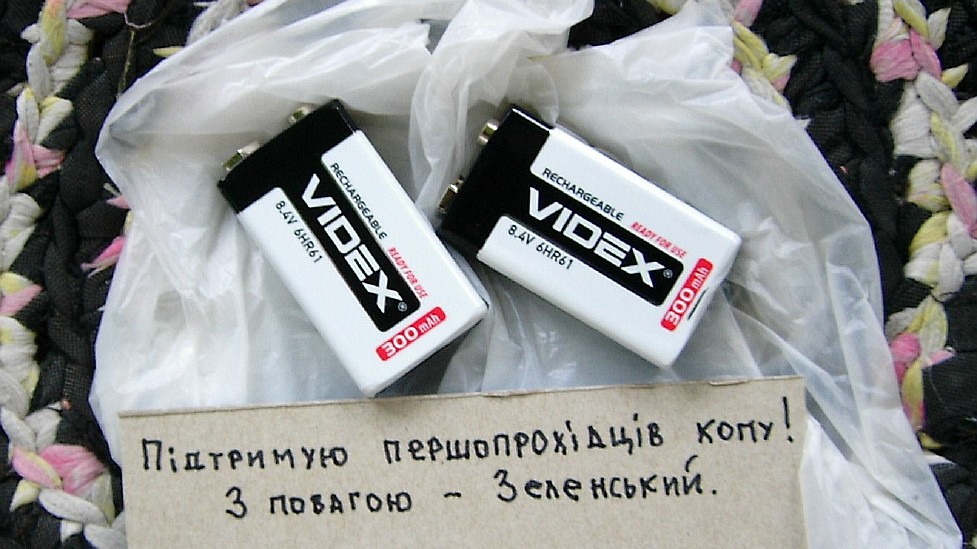 RECHARGEABLE
VIDEX®
READY FOR USE
8.4V 6HR61
300 mAh
RECHARGEABLE
VIDEX®
READY FOR USE
8.4V 6HR61
300 mAh
Підтримую першопрохідців копу!
З повагою – Зеленський.